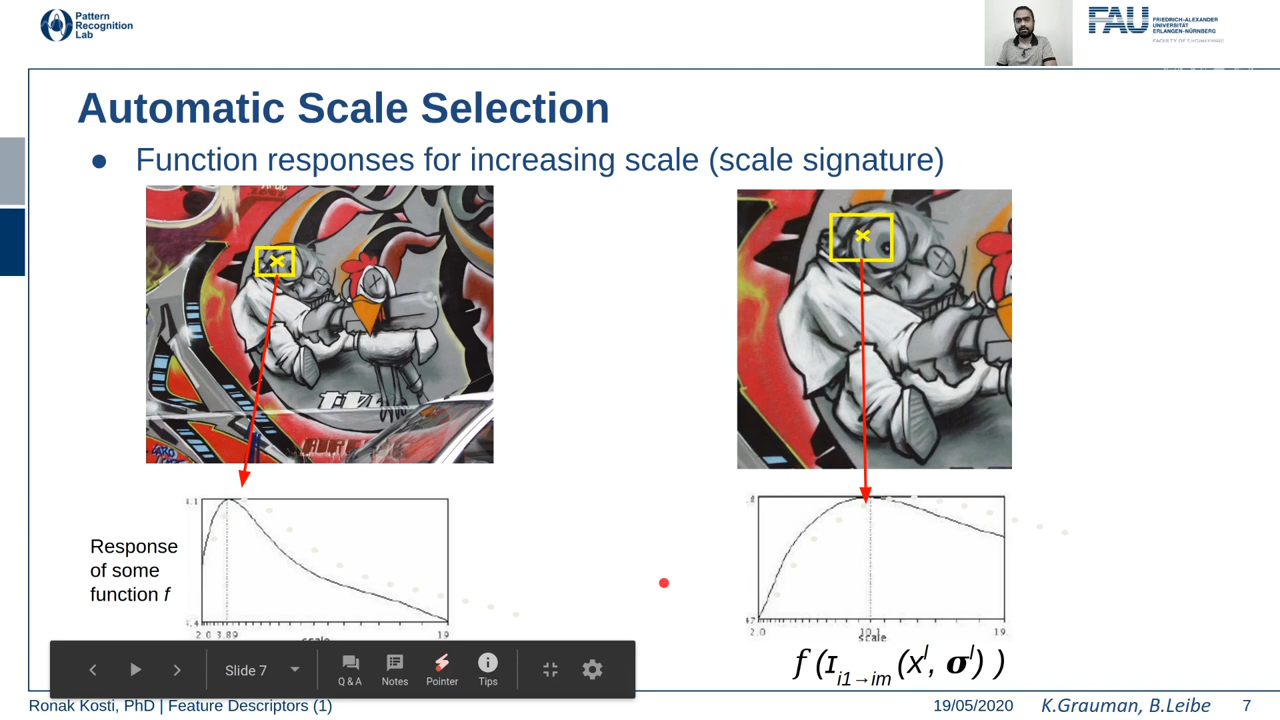 Pattern
Recognition
Lab
FAU
FRIEDRICH-ALEXANDER
UNIVERSITÄT
ERLANGEN-NÜRNBERG
Automatic Scale Selection
● Function responses for increasing scale (scale signature)
Response
of some
function f
2.0 3.89 scale 19
2.0 10.1 19
scale
f (I i1→im (x^l, σ^l) )
Slide 7
Q & A Notes Pointer Tips
Ronak Kosti, PhD | Feature Descriptors (1) 19/05/2020 K.Grauman, B.Leibe 7